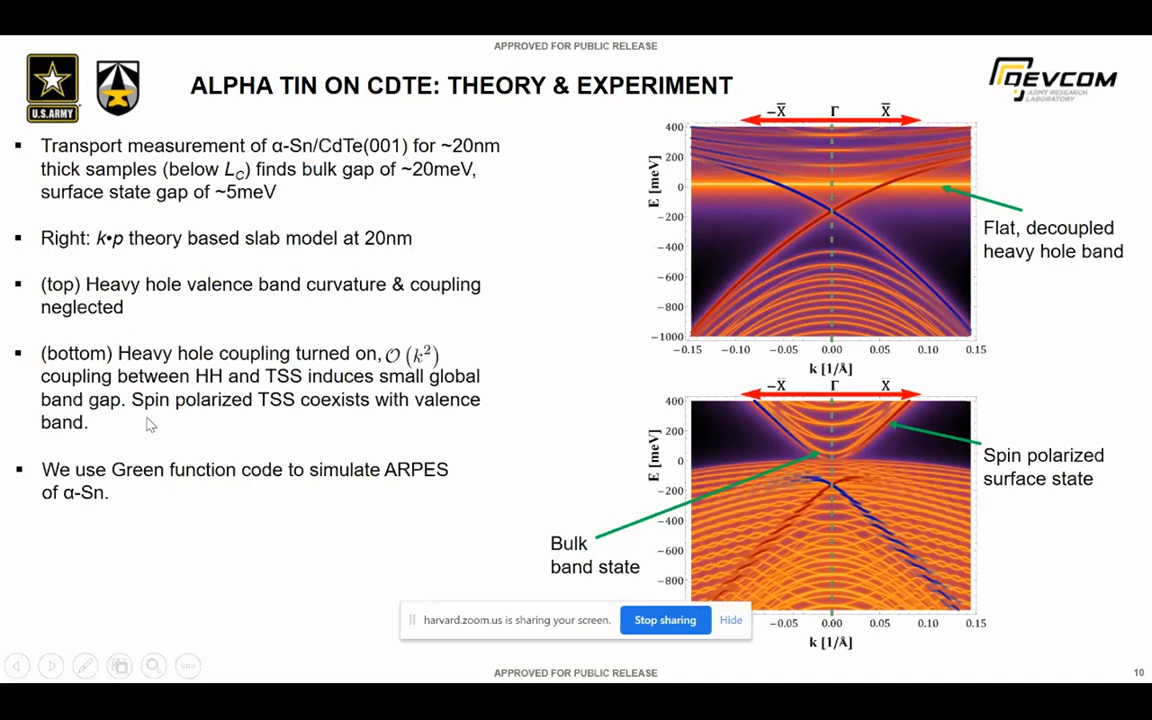 APPROVED FOR PUBLIC RELEASE
U.S.ARMY
ALPHA TIN ON CDTE: THEORY & EXPERIMENT
DEVCOM
ARMY RESEARCH
LABORATORY
▪ Transport measurement of α-Sn/CdTe(001) for ~20nm
thick samples (below L_C) finds bulk gap of ~20meV,
surface state gap of ~5meV
▪ Right: k•p theory based slab model at 20nm
▪ (top) Heavy hole valence band curvature & coupling
neglected
▪ (bottom) Heavy hole coupling turned on, 𝒪(k²)
coupling between HH and TSS induces small global
band gap. Spin polarized TSS coexists with valence
band.
▪ We use Green function code to simulate ARPES
of α-Sn.
−X̅ Γ X̅
400
200
0
−200
−400
−600
−800
−1000
E [meV]
−0.15 −0.10 −0.05 0.00 0.05 0.10 0.15
k [1/Å]
Flat, decoupled
heavy hole band
−X̅ Γ X̅
400
200
0
−200
−400
−600
−800
E [meV]
−0.05 0.00 0.05 0.10 0.15
k [1/Å]
Spin polarized
surface state
Bulk
band state
harvard.zoom.us is sharing your screen. Stop sharing Hide
APPROVED FOR PUBLIC RELEASE
10